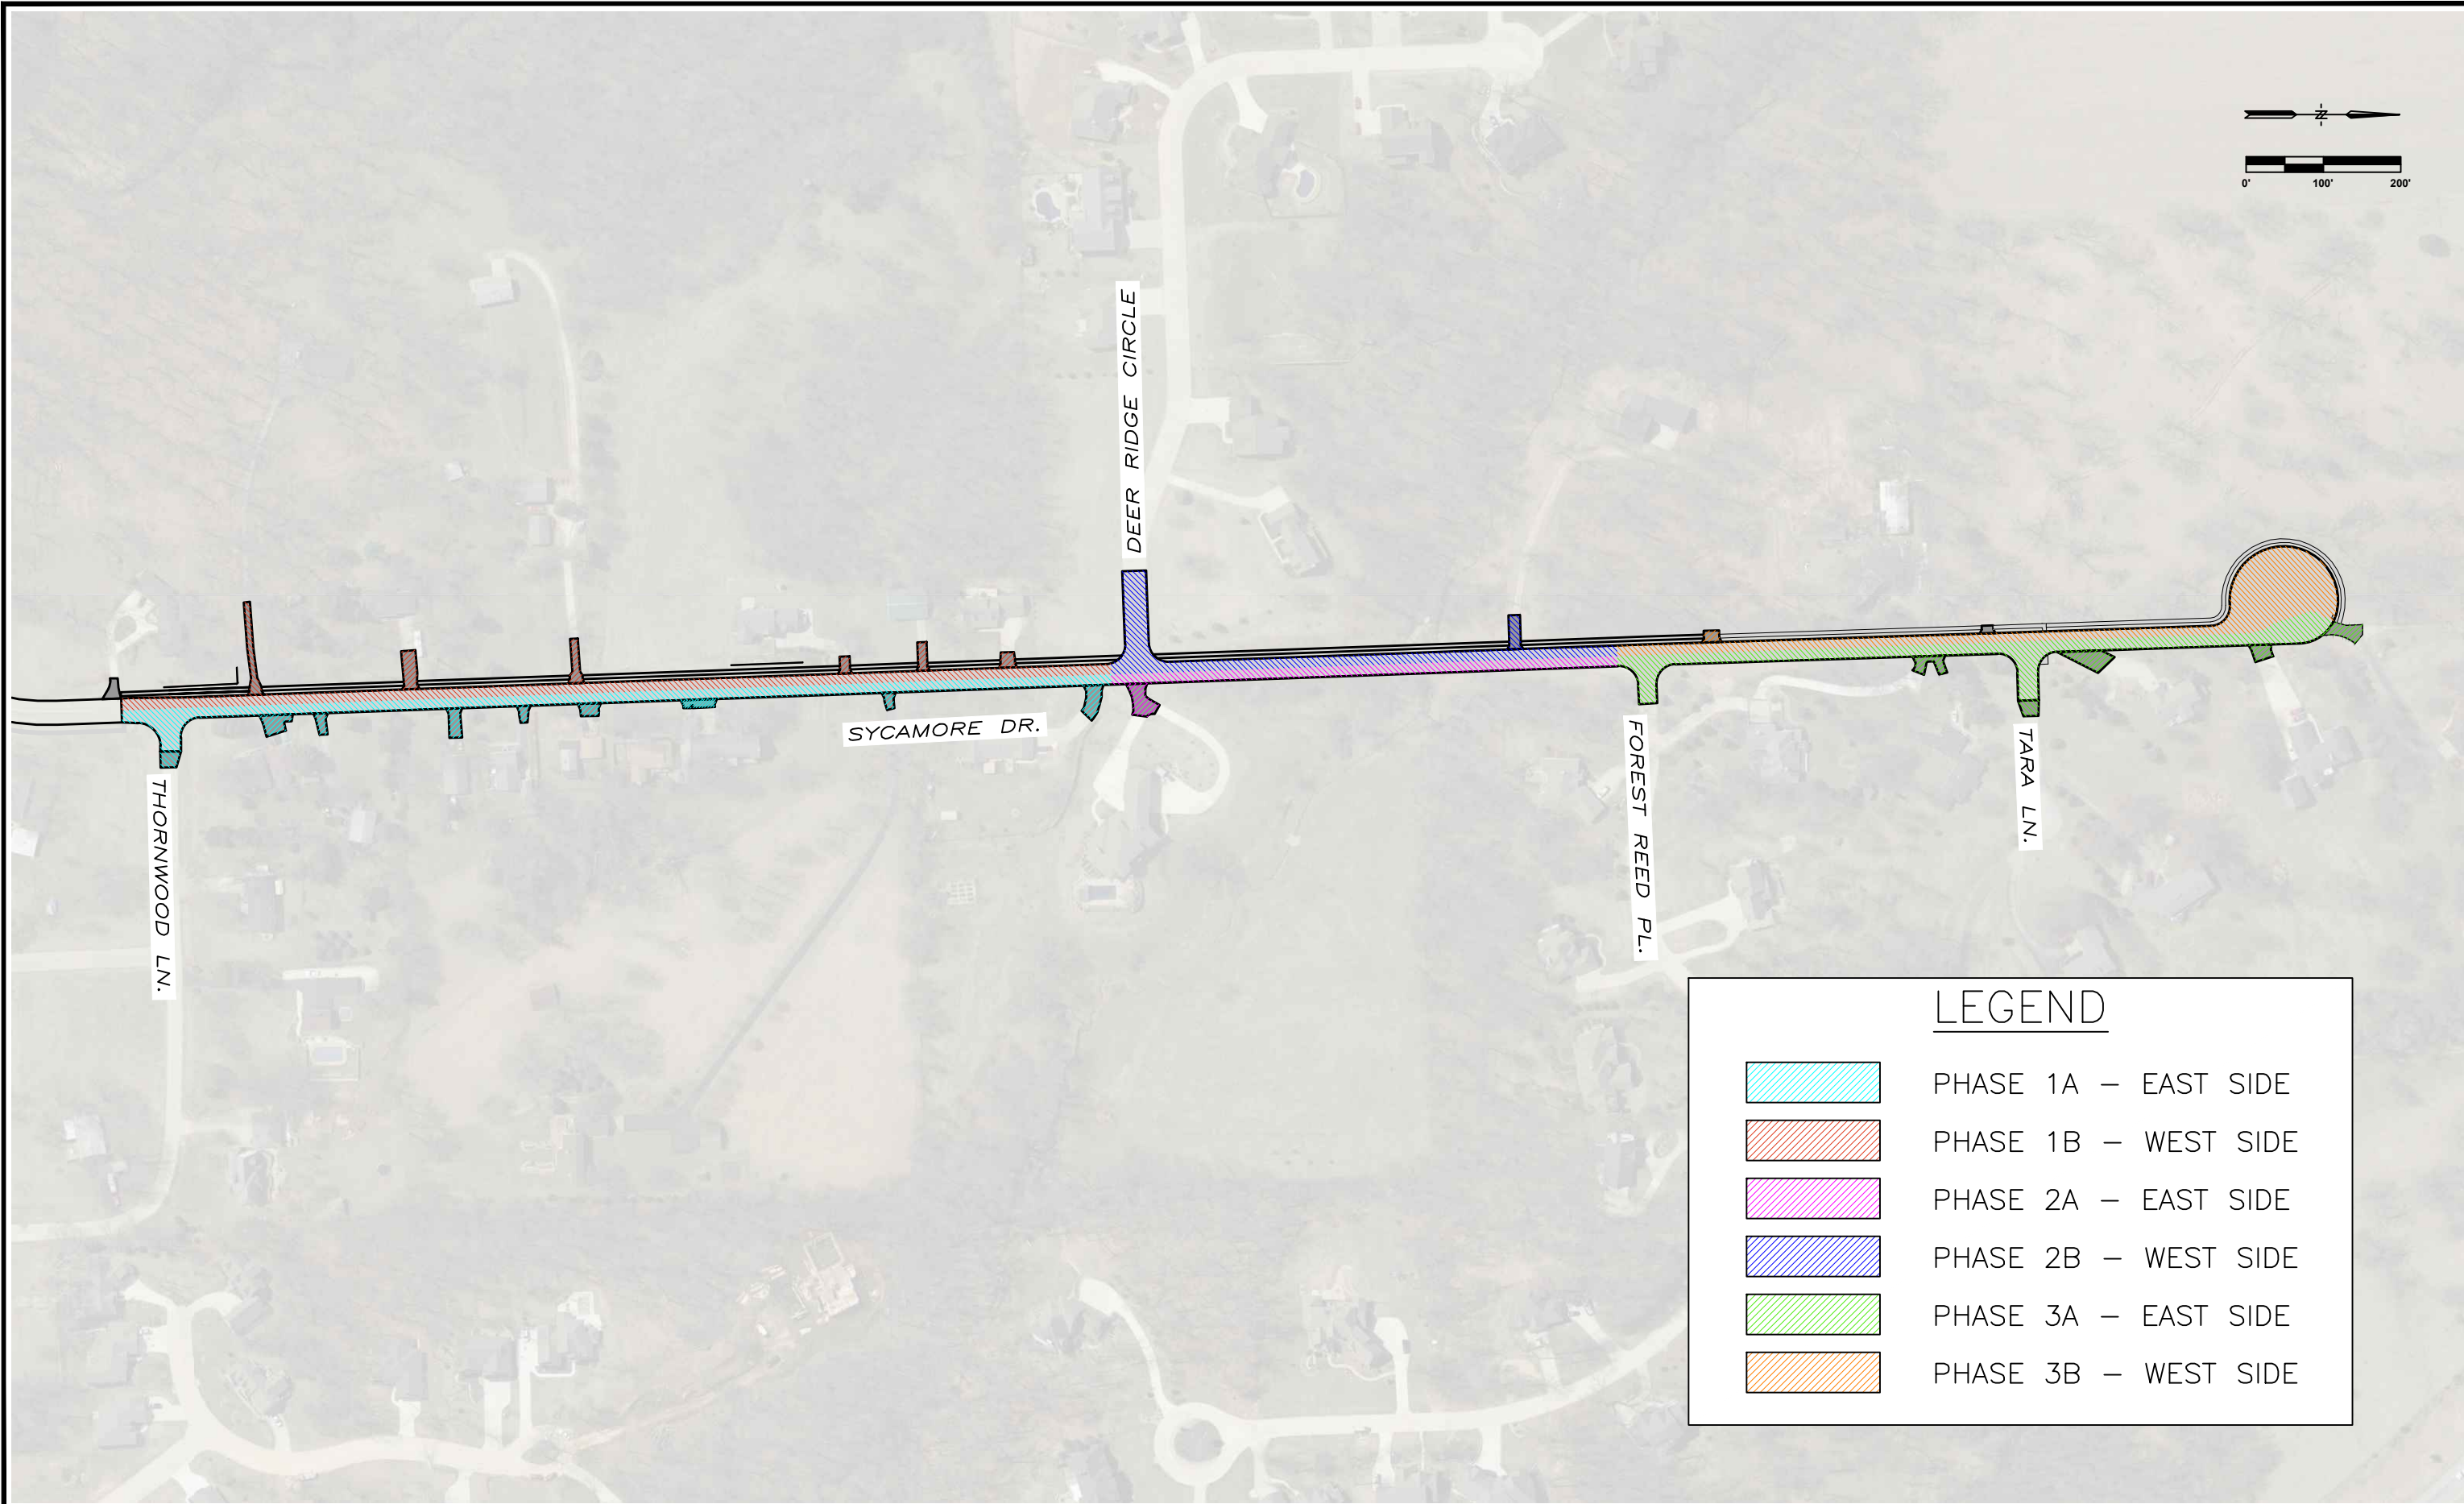 N
0'
100'
200'
DEER RIDGE CIRCLE
SYCAMORE DR.
THORNWOOD LN.
FOREST REED PL.
TARA LN.
LEGEND
PHASE 1A - EAST SIDE
PHASE 1B - WEST SIDE
PHASE 2A - EAST SIDE
PHASE 2B - WEST SIDE
PHASE 3A - EAST SIDE
PHASE 3B - WEST SIDE